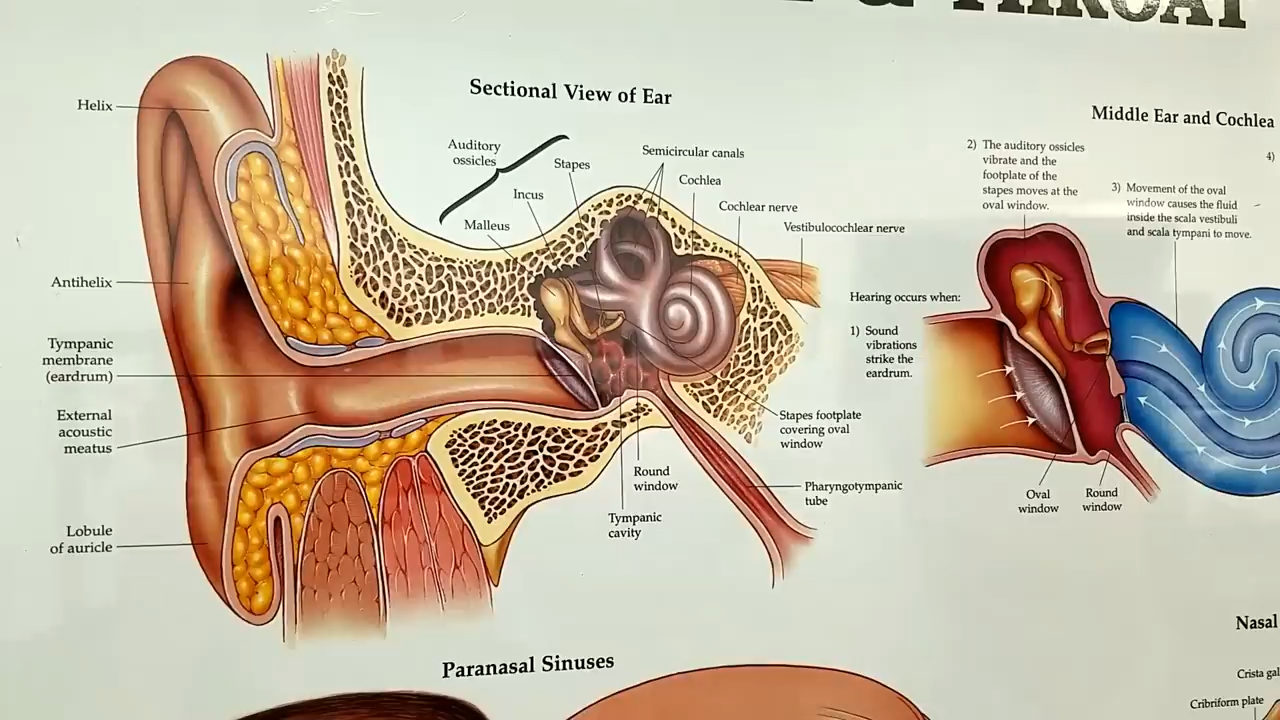 & THROAT
Sectional View of Ear
Helix
Antihelix
Tympanic
membrane
(eardrum)
External
acoustic
meatus
Lobule
of auricle
Auditory
ossicles
Stapes
Incus
Malleus
Semicircular canals
Cochlea
Cochlear nerve
Vestibulocochlear nerve
Stapes footplate
covering oval
window
Round
window
Tympanic
cavity
Pharyngotympanic
tube
Middle Ear and Cochlea
Hearing occurs when:
1) Sound
vibrations
strike the
eardrum.
2) The auditory ossicles
vibrate and the
footplate of the
stapes moves at the
oval window.
3) Movement of the oval
window causes the fluid
inside the scala vestibuli
and scala tympani to move.
4)
Oval
window
Round
window
Paranasal Sinuses
Nasal
Crista gal
Cribriform plate